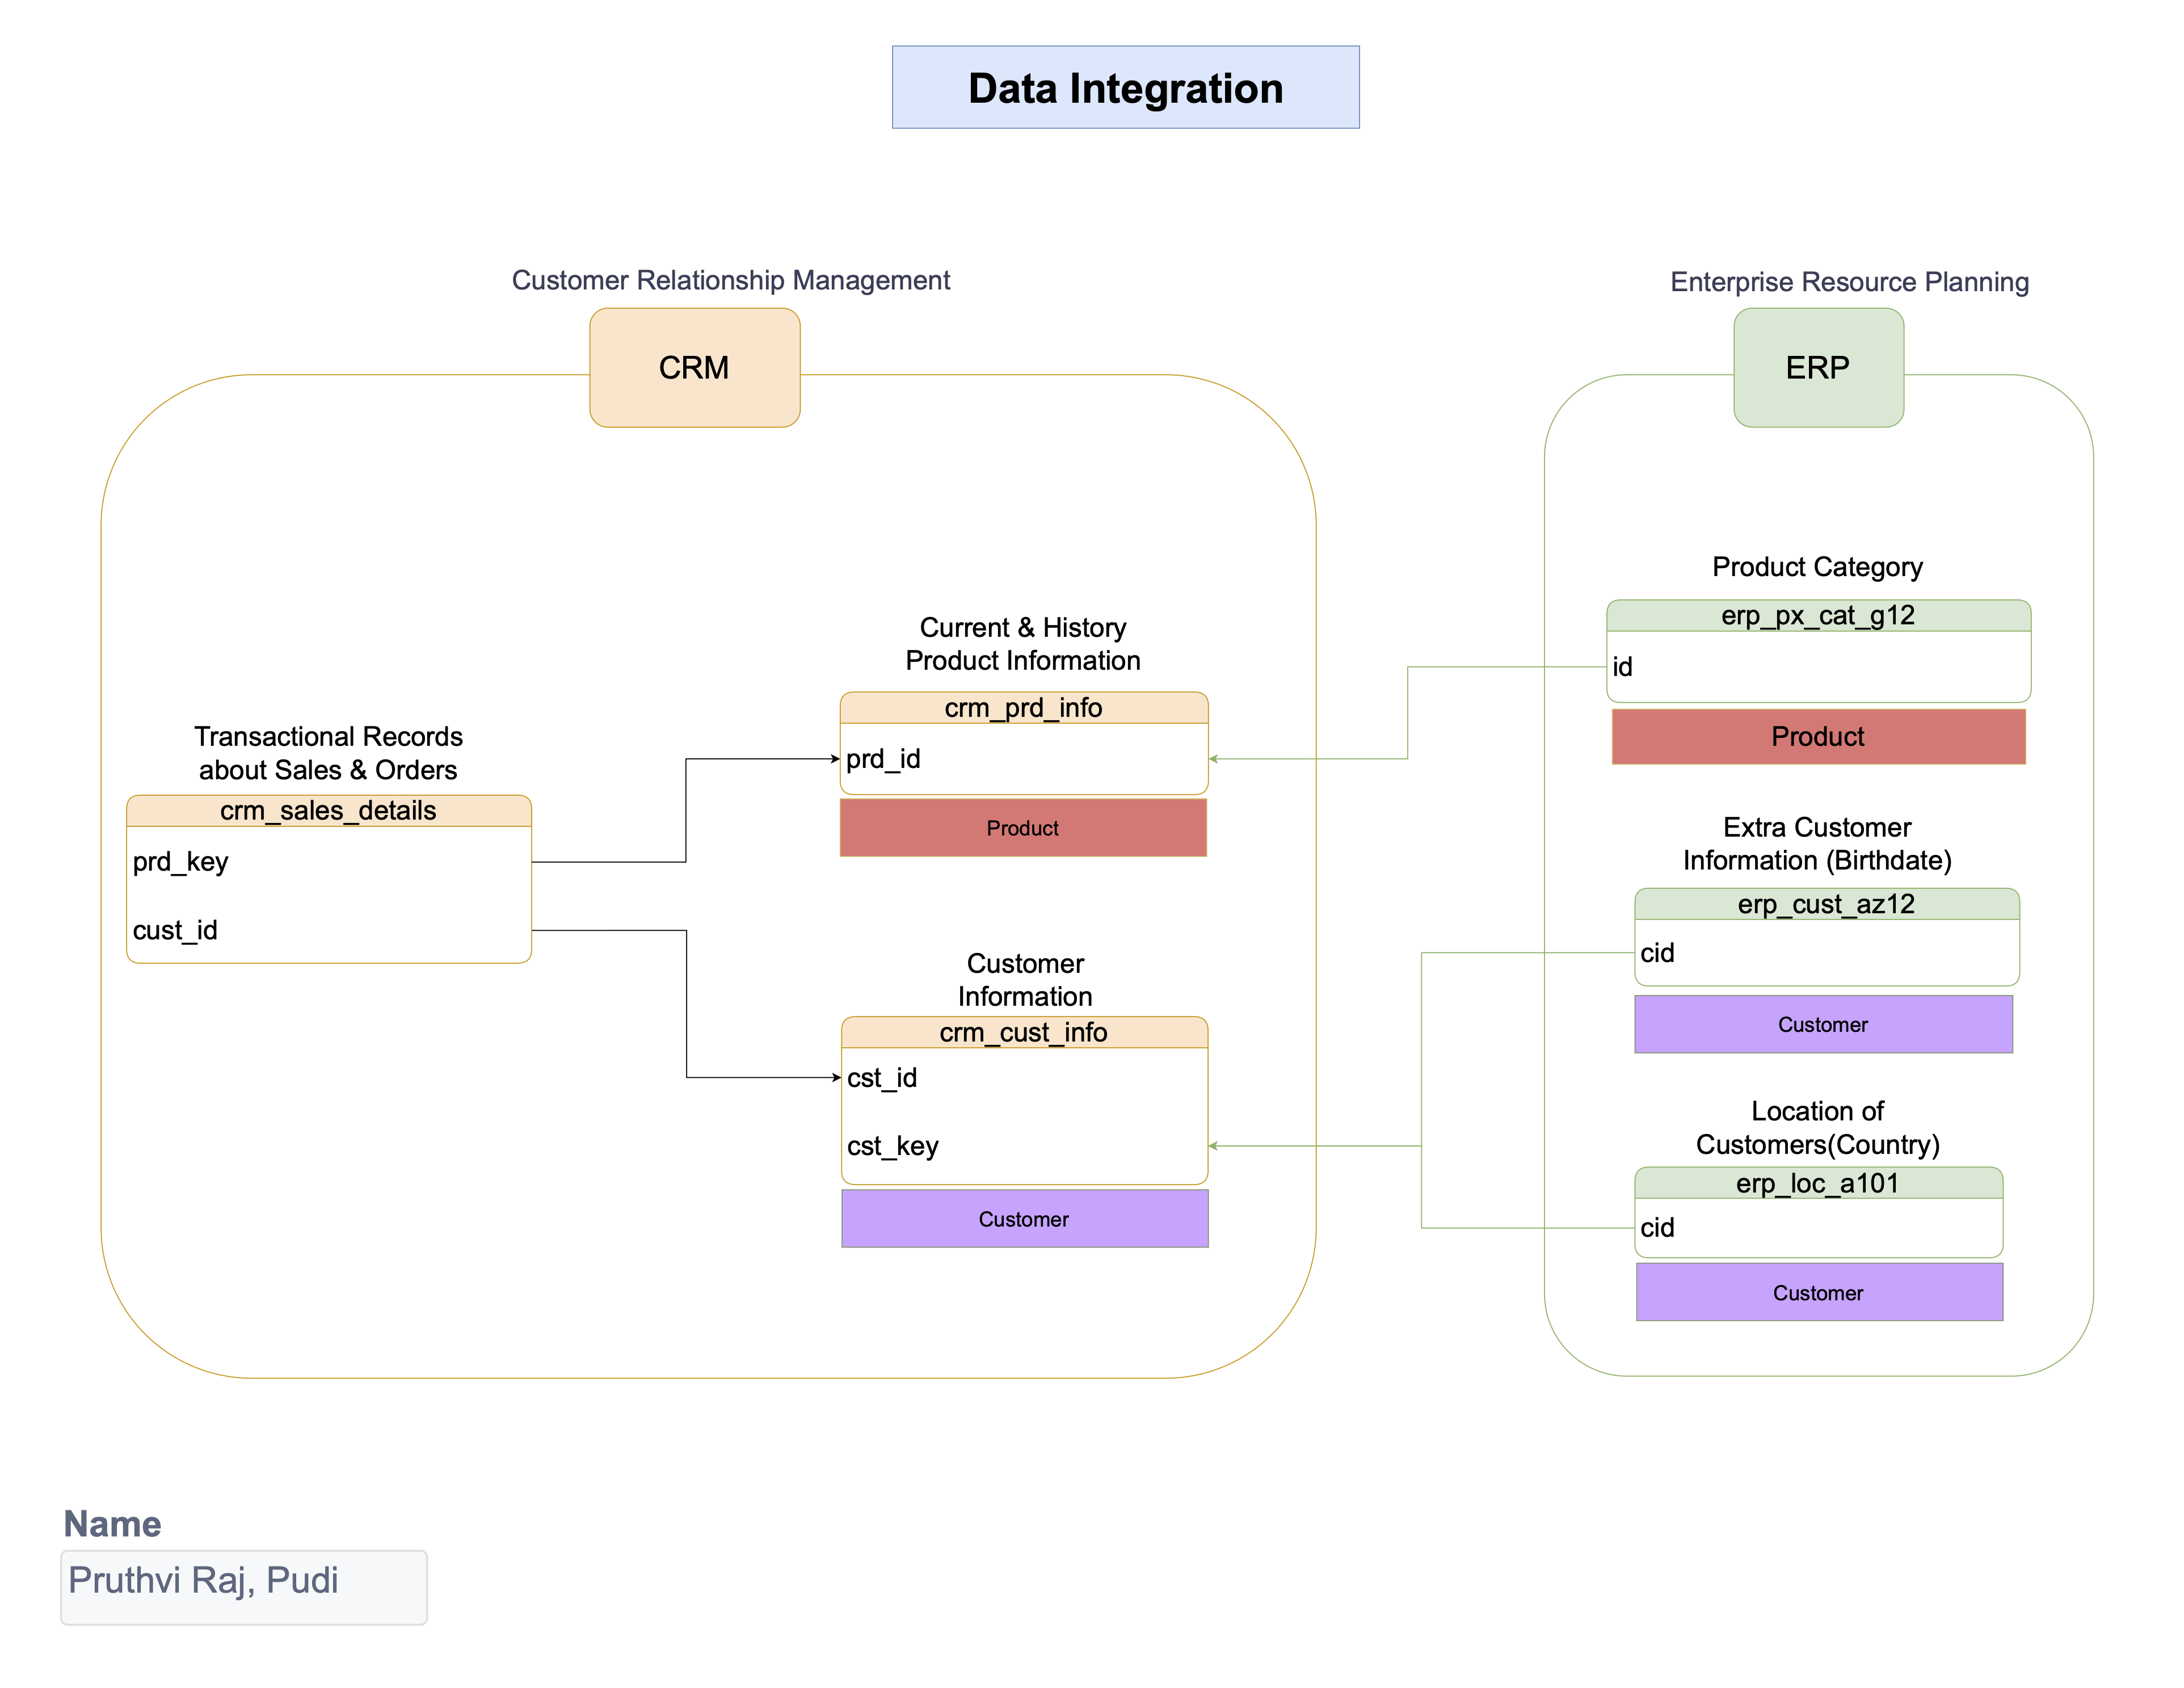 Data Integration
Customer Relationship Management
CRM
Transactional Records
about Sales & Orders
crm_sales_details
prd_key
cust_id
Current & History
Product Information
crm_prd_info
prd_id
Product
Customer
Information
crm_cust_info
cst_id
cst_key
Customer
Enterprise Resource Planning
ERP
Product Category
erp_px_cat_g12
id
Product
Extra Customer
Information (Birthdate)
erp_cust_az12
cid
Customer
Location of
Customers(Country)
erp_loc_a101
cid
Customer
Name
Pruthvi Raj, Pudi